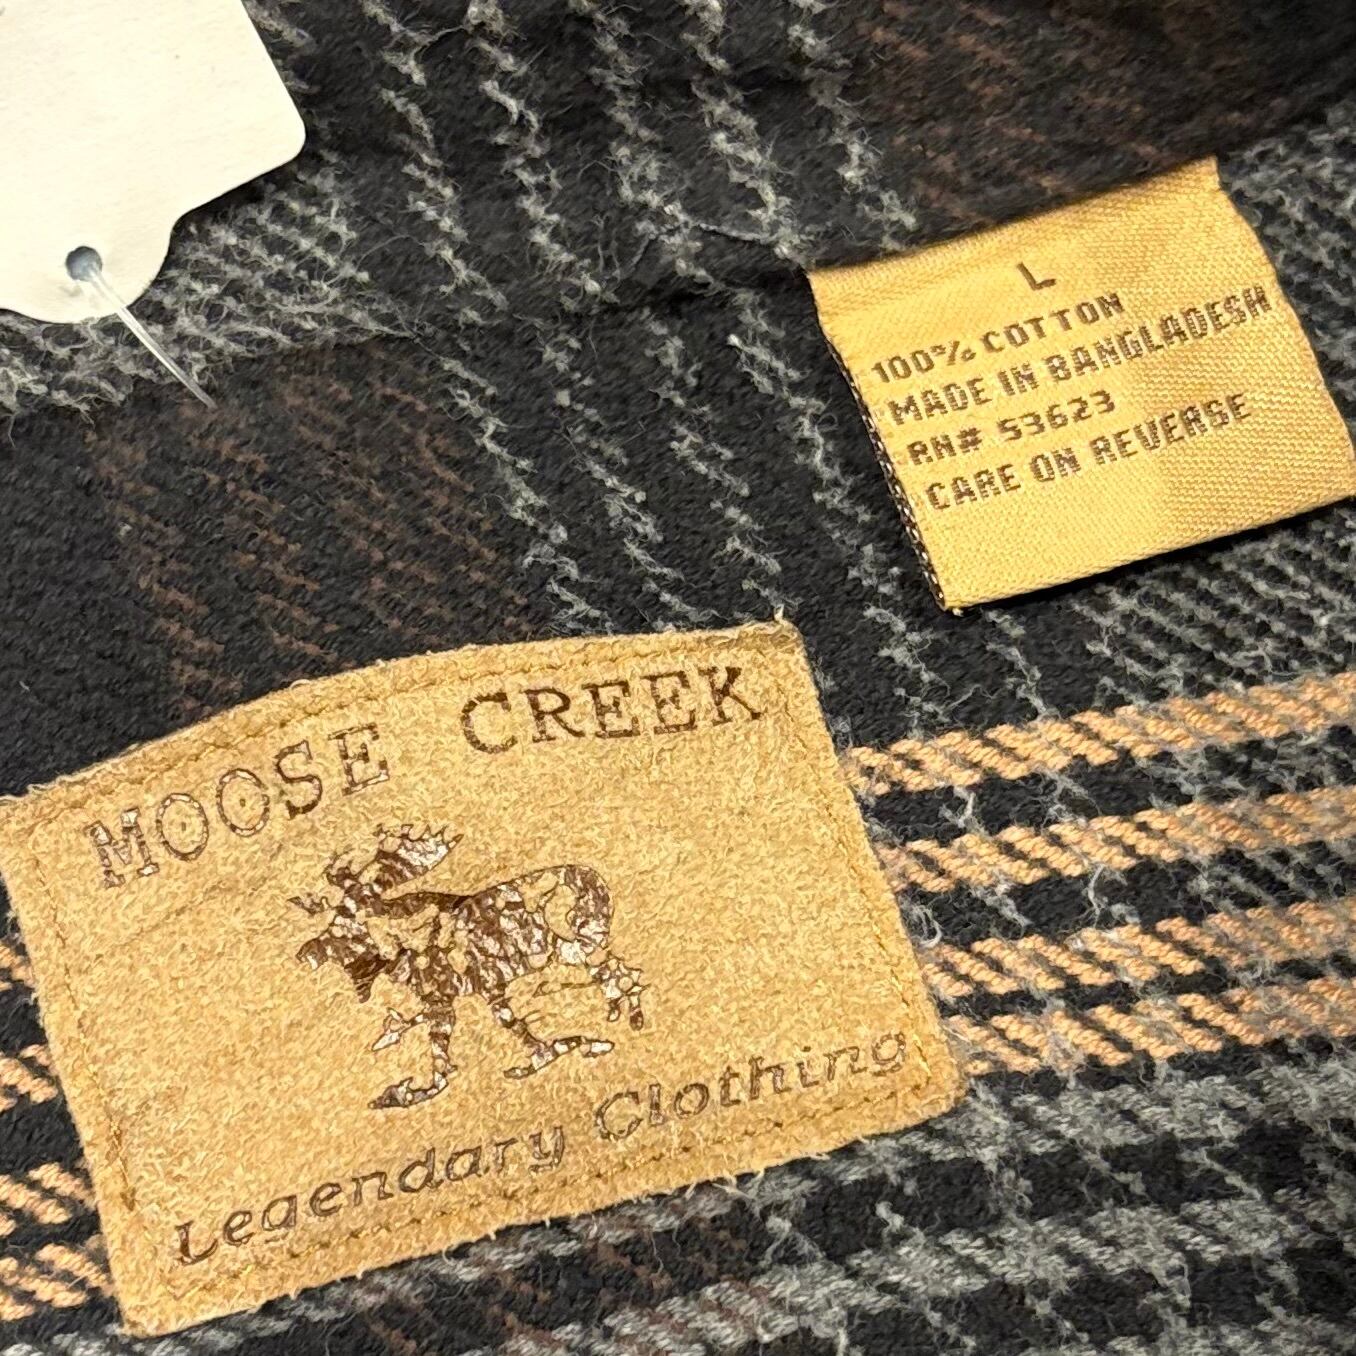 L
100% COTTON
MADE IN BANGLADESH
RN# 53623
CARE ON REVERSE
MOOSE CREEK
Legendary Clothing